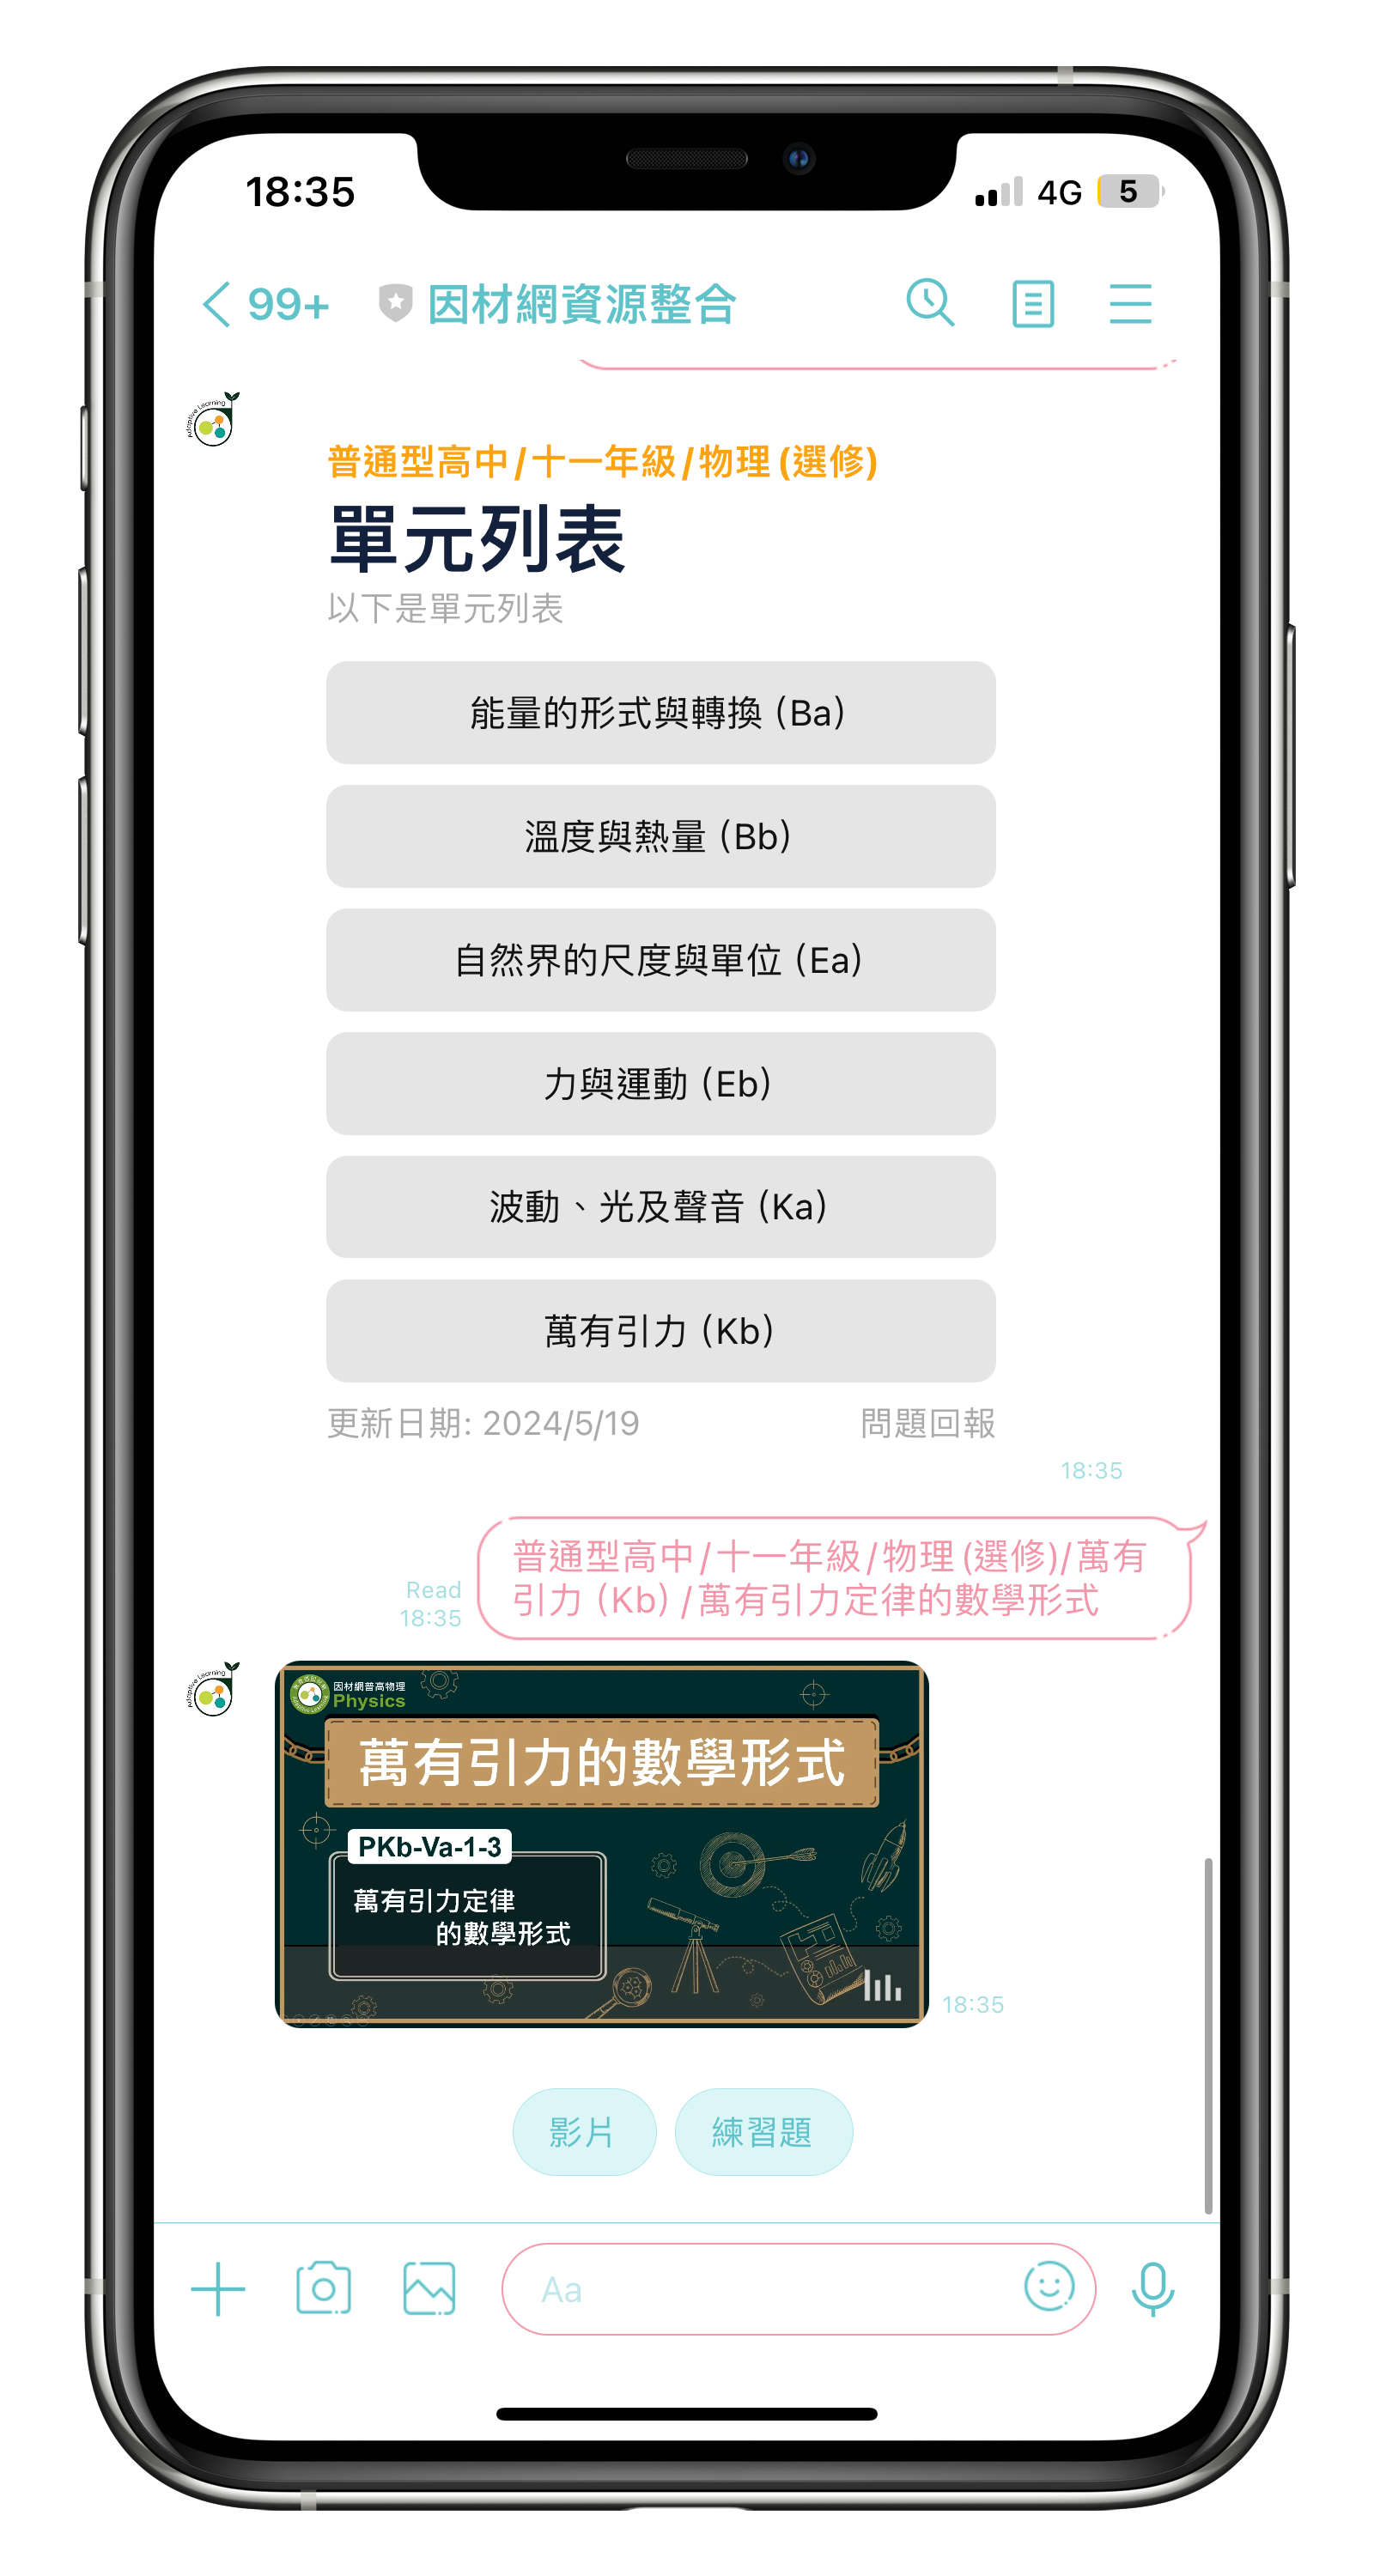 18:35
4G
5
99+
因材網資源整合
Adaptive Learning
普通型高中/十一年級/物理(選修)
單元列表
以下是單元列表
能量的形式與轉換 (Ba)
溫度與熱量 (Bb)
自然界的尺度與單位 (Ea)
力與運動 (Eb)
波動、光及聲音 (Ka)
萬有引力 (Kb)
更新日期: 2024/5/19
問題回報
18:35
普通型高中/十一年級/物理(選修)/萬有
引力 (Kb) /萬有引力定律的數學形式
Read
18:35
Adaptive Learning
因材網普高物理
Physics
萬有引力的數學形式
PKb-Va-1-3
萬有引力定律
的數學形式
18:35
影片
練習題
Aa